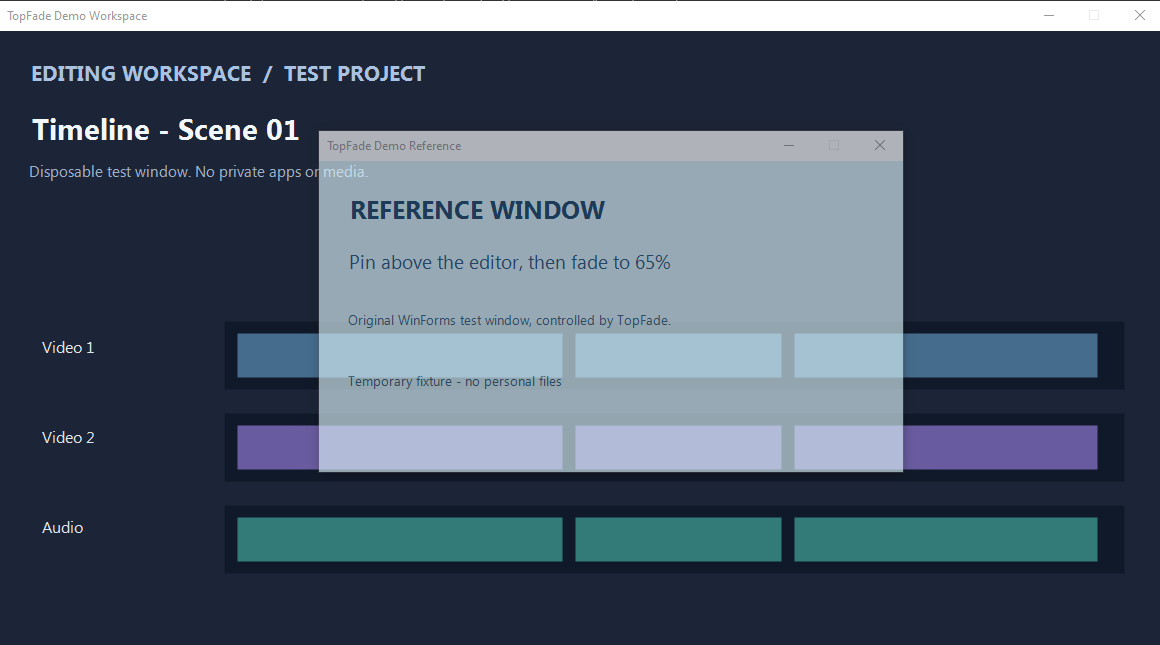 TopFade Demo Workspace
EDITING WORKSPACE / TEST PROJECT
Timeline - Scene 01
Disposable test window. No private apps or media.
TopFade Demo Reference
REFERENCE WINDOW
Pin above the editor, then fade to 65%
Original WinForms test window, controlled by TopFade.
Video 1
Temporary fixture - no personal files
Video 2
Audio